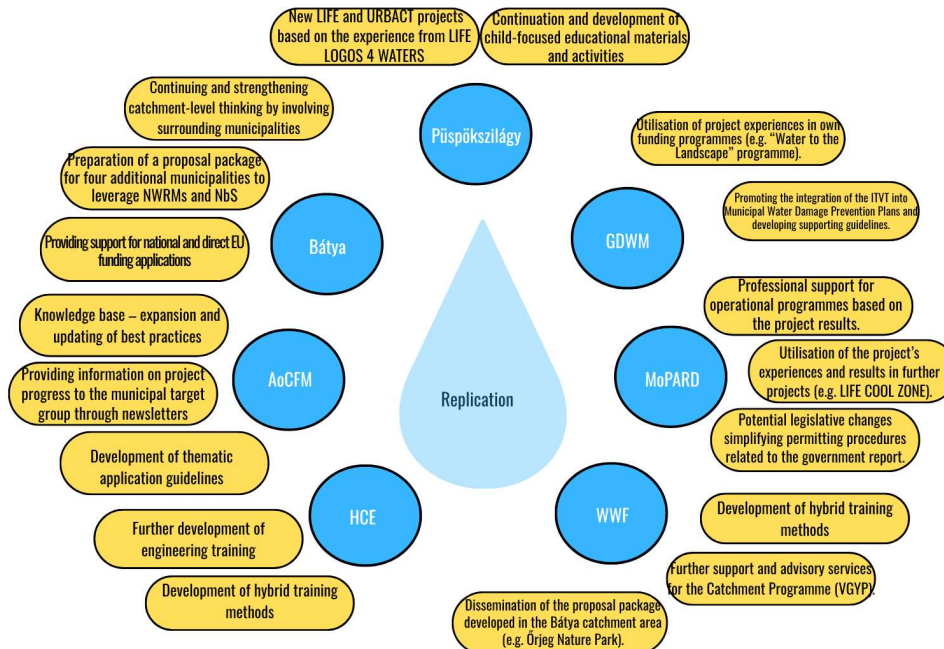 New LIFE and URBACT projects
based on the experience from LIFE
LOGOS 4 WATERS
Continuation and development of
child-focused educational materials
and activities
Continuing and strengthening
catchment-level thinking by involving
surrounding municipalities
Püspökszilágy
Utilisation of project experiences in own
funding programmes (e.g. “Water to the
Landscape” programme).
Preparation of a proposal package
for four additional municipalities to
leverage NWRMs and NbS
Promoting the integration of the ITVT into
Municipal Water Damage Prevention Plans and
developing supporting guidelines.
Bátya
GDWM
Providing support for national and direct EU
funding applications
Professional support for
operational programmes based on
the project results.
Knowledge base – expansion and
updating of best practices
AoCFM
MoPARD
Utilisation of the project’s
experiences and results in further
projects (e.g. LIFE COOL ZONE).
Providing information on project
progress to the municipal target
group through newsletters
Replication
Potential legislative changes
simplifying permitting procedures
related to the government report.
Development of thematic
application guidelines
HCE
WWF
Development of hybrid training
methods
Further development of
engineering training
Further support and advisory services
for the Catchment Programme (VGYP).
Development of hybrid training
methods
Dissemination of the proposal package
developed in the Bátya catchment area
(e.g. Őrjeg Nature Park).